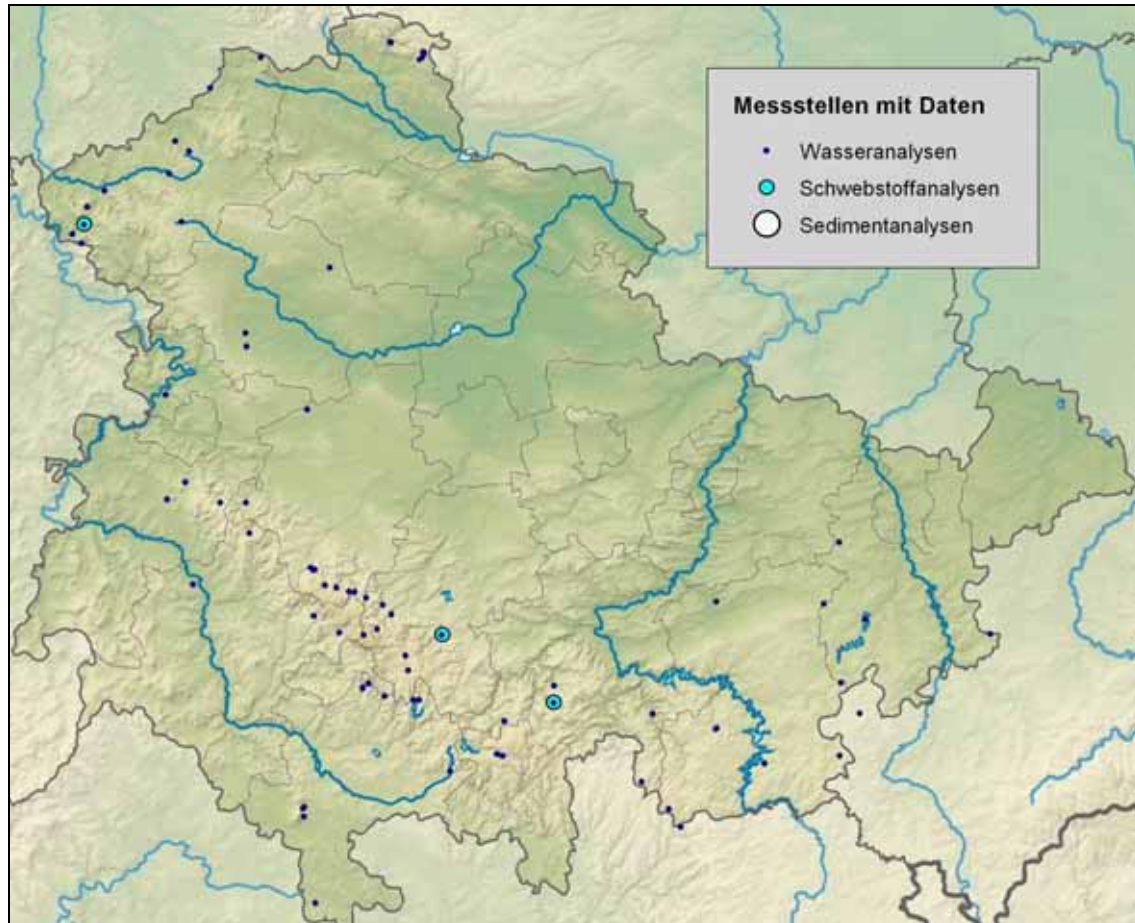 Messstellen mit Daten
Wasseranalysen
Schwebstoffanalysen
Sedimentanalysen